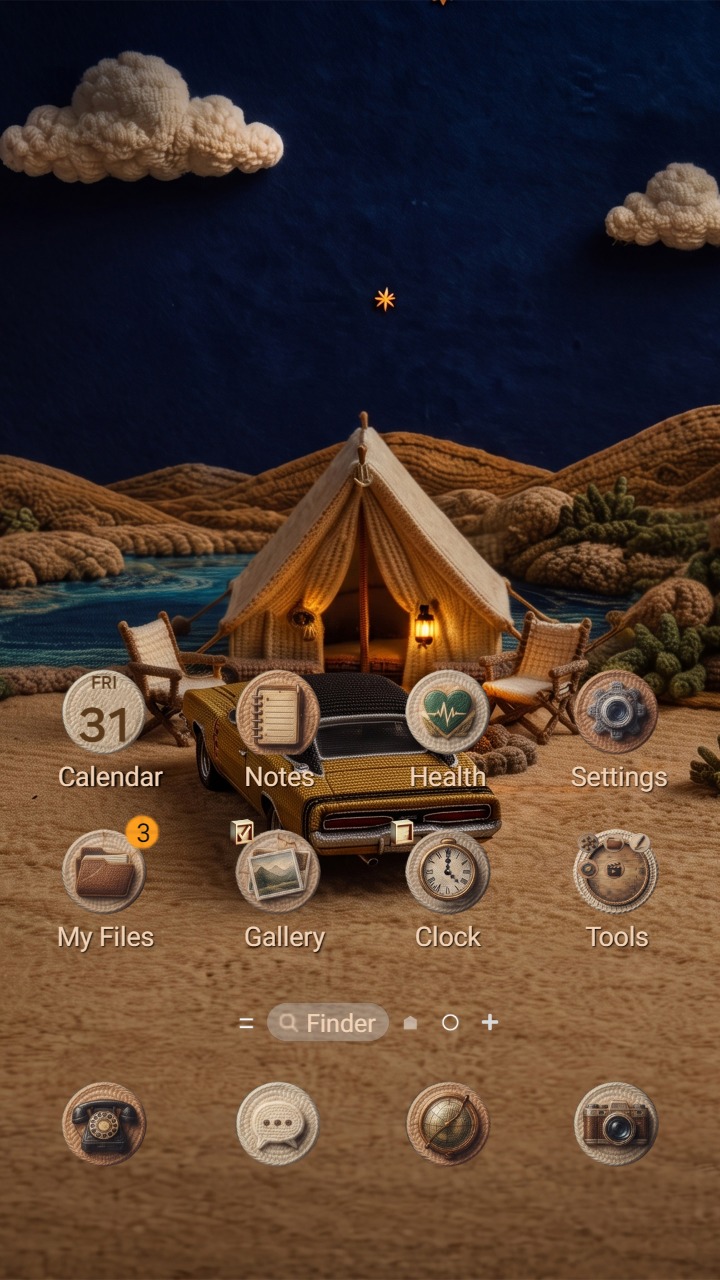 FRI
31
Calendar
Notes
Health
Settings
3
My Files
Gallery
Clock
Tools
Finder